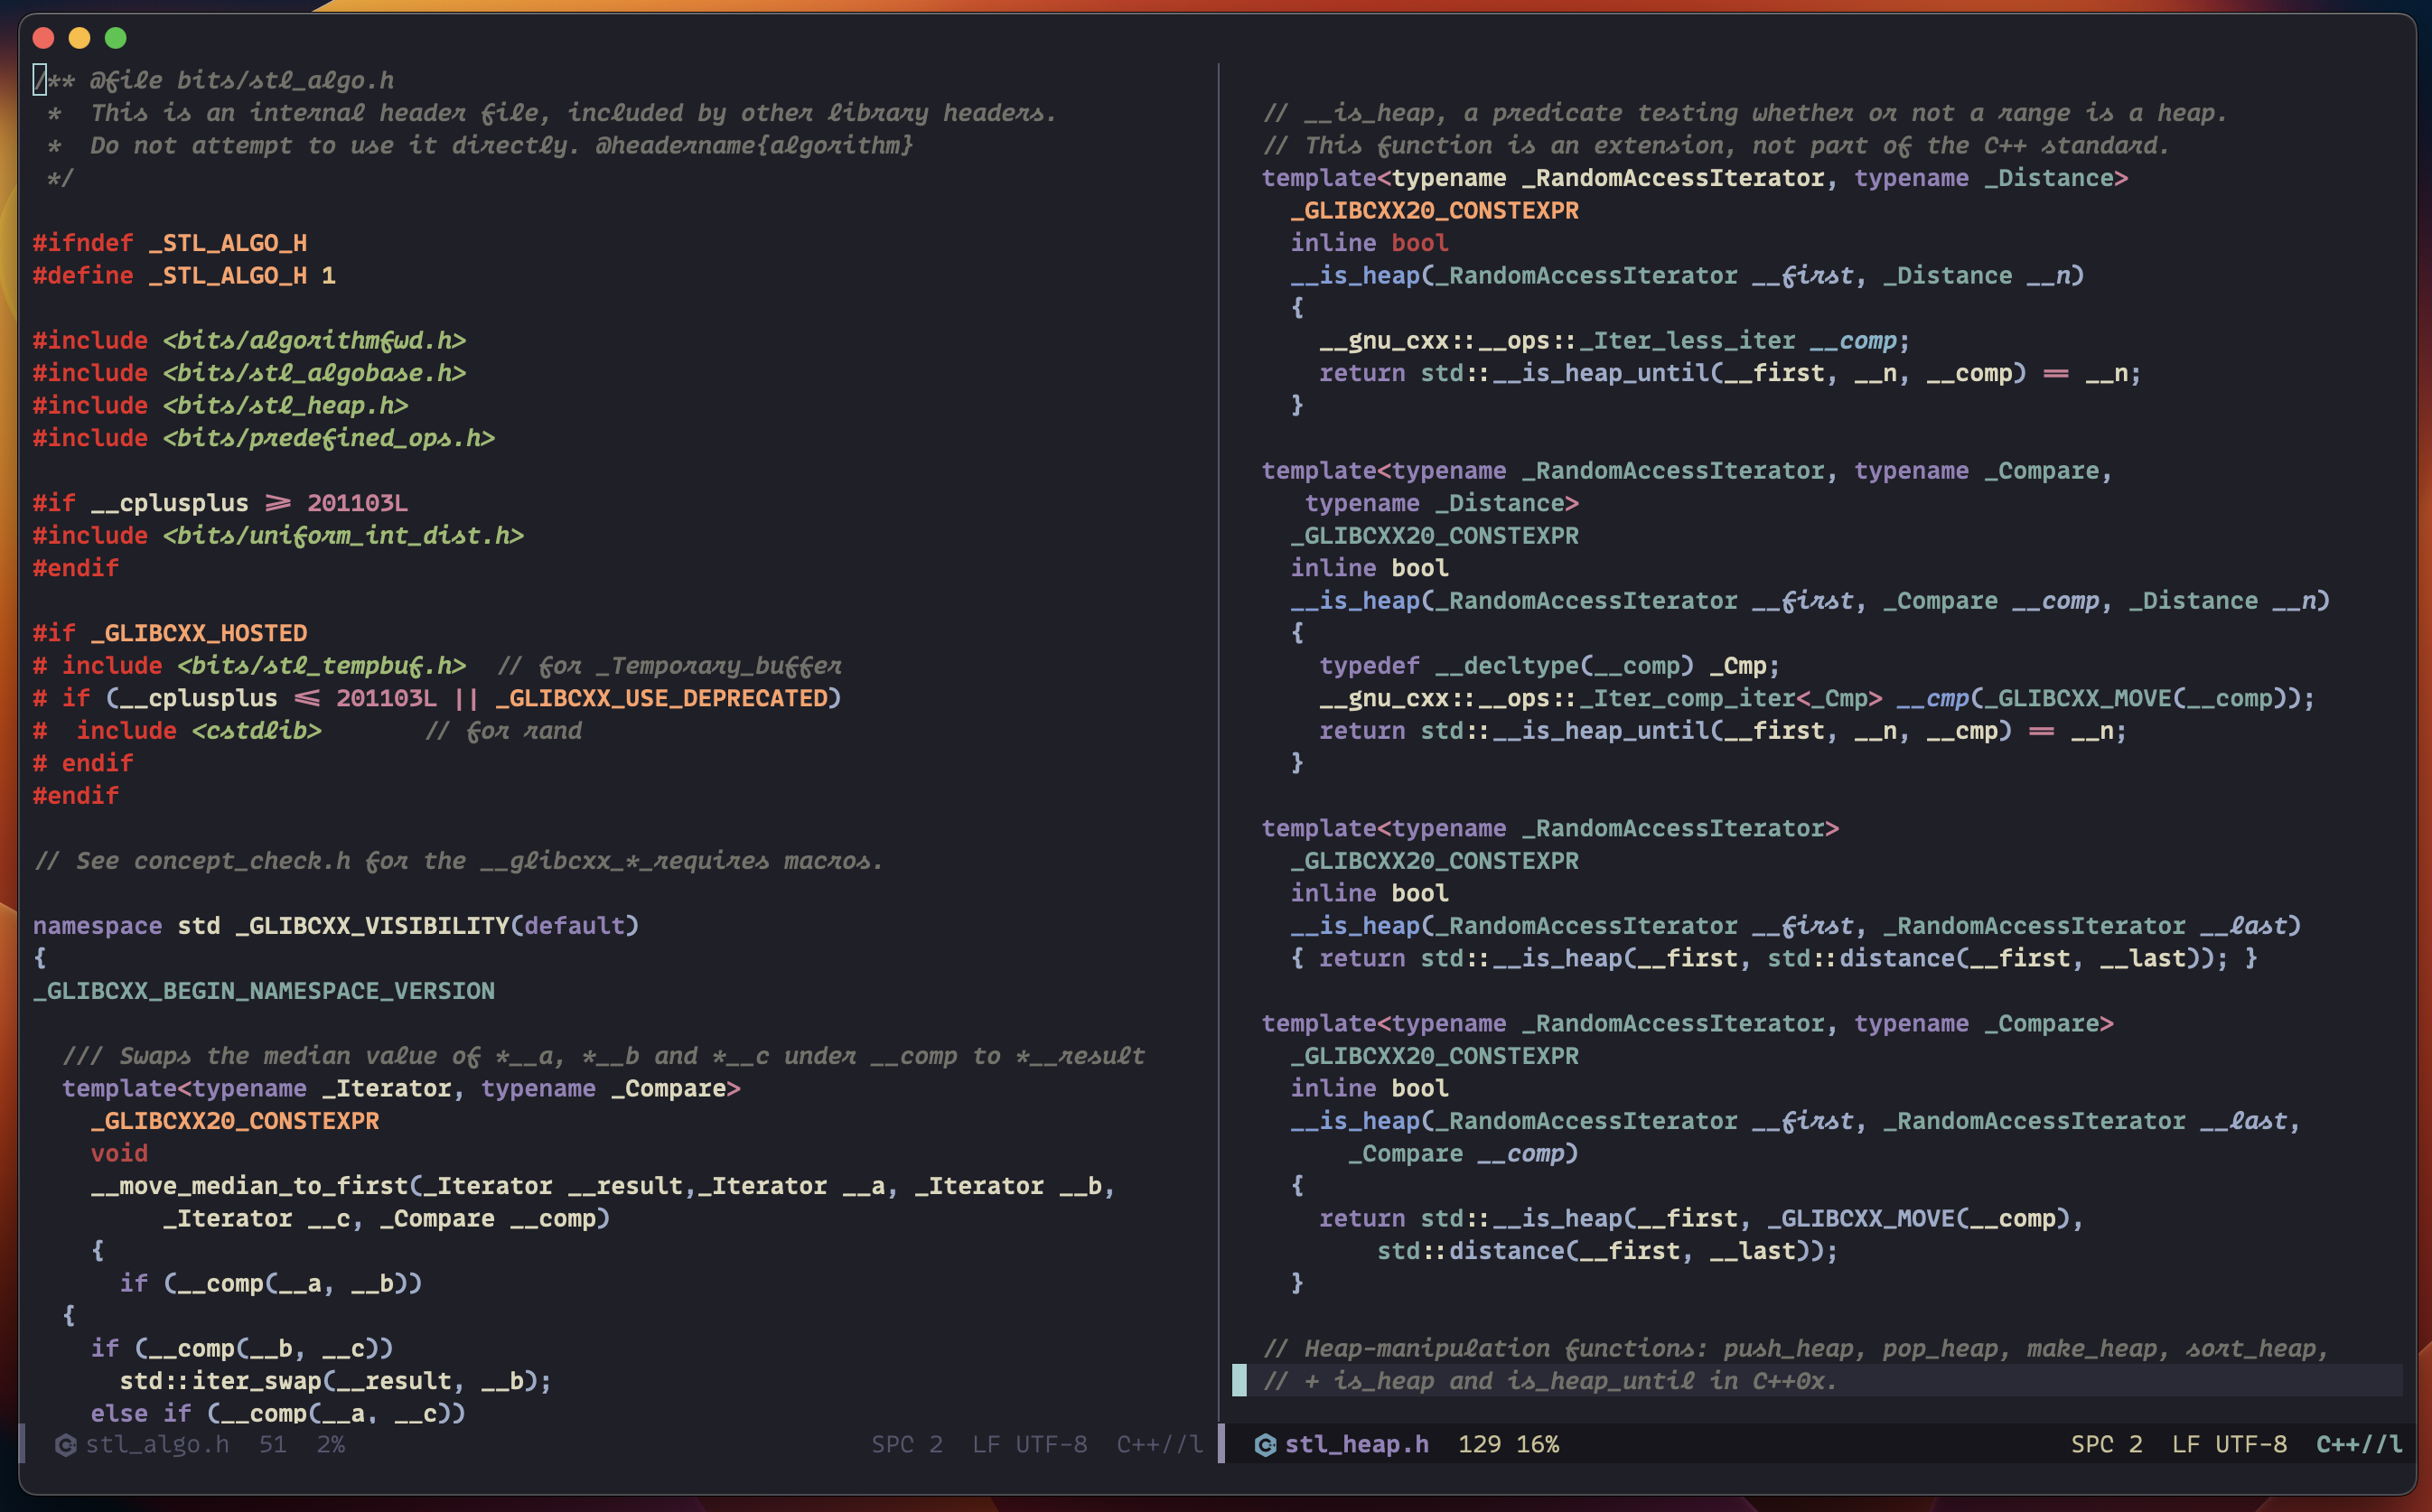 /** @file bits/stl_algo.h
 *  This is an internal header file, included by other library headers.
 *  Do not attempt to use it directly. @headername{algorithm}
 */
#ifndef _STL_ALGO_H
#define _STL_ALGO_H 1
#include <bits/algorithmfwd.h>
#include <bits/stl_algobase.h>
#include <bits/stl_heap.h>
#include <bits/predefined_ops.h>
#if __cplusplus >= 201103L
#include <bits/uniform_int_dist.h>
#endif
#if _GLIBCXX_HOSTED
# include <bits/stl_tempbuf.h>  // for _Temporary_buffer
# if (__cplusplus <= 201103L || _GLIBCXX_USE_DEPRECATED)
#  include <cstdlib>       // for rand
# endif
#endif
// See concept_check.h for the __glibcxx_*_requires macros.
namespace std _GLIBCXX_VISIBILITY(default)
{
_GLIBCXX_BEGIN_NAMESPACE_VERSION
  /// Swaps the median value of *__a, *__b and *__c under __comp to *__result
  template<typename _Iterator, typename _Compare>
    _GLIBCXX20_CONSTEXPR
    void
    __move_median_to_first(_Iterator __result,_Iterator __a, _Iterator __b,
         _Iterator __c, _Compare __comp)
    {
      if (__comp(__a, __b))
  {
    if (__comp(__b, __c))
      std::iter_swap(__result, __b);
    else if (__comp(__a, __c))
stl_algo.h  51  2%  SPC 2  LF UTF-8  C++//l
  // __is_heap, a predicate testing whether or not a range is a heap.
  // This function is an extension, not part of the C++ standard.
  template<typename _RandomAccessIterator, typename _Distance>
    _GLIBCXX20_CONSTEXPR
    inline bool
    __is_heap(_RandomAccessIterator __first, _Distance __n)
    {
      __gnu_cxx::__ops::_Iter_less_iter __comp;
      return std::__is_heap_until(__first, __n, __comp) == __n;
    }
  template<typename _RandomAccessIterator, typename _Compare,
     typename _Distance>
    _GLIBCXX20_CONSTEXPR
    inline bool
    __is_heap(_RandomAccessIterator __first, _Compare __comp, _Distance __n)
    {
      typedef __decltype(__comp) _Cmp;
      __gnu_cxx::__ops::_Iter_comp_iter<_Cmp> __cmp(_GLIBCXX_MOVE(__comp));
      return std::__is_heap_until(__first, __n, __cmp) == __n;
    }
  template<typename _RandomAccessIterator>
    _GLIBCXX20_CONSTEXPR
    inline bool
    __is_heap(_RandomAccessIterator __first, _RandomAccessIterator __last)
    { return std::__is_heap(__first, std::distance(__first, __last)); }
  template<typename _RandomAccessIterator, typename _Compare>
    _GLIBCXX20_CONSTEXPR
    inline bool
    __is_heap(_RandomAccessIterator __first, _RandomAccessIterator __last,
        _Compare __comp)
    {
      return std::__is_heap(__first, _GLIBCXX_MOVE(__comp),
          std::distance(__first, __last));
    }
  // Heap-manipulation functions: push_heap, pop_heap, make_heap, sort_heap,
  // + is_heap and is_heap_until in C++0x.
stl_heap.h  129 16%  SPC 2  LF UTF-8  C++//l